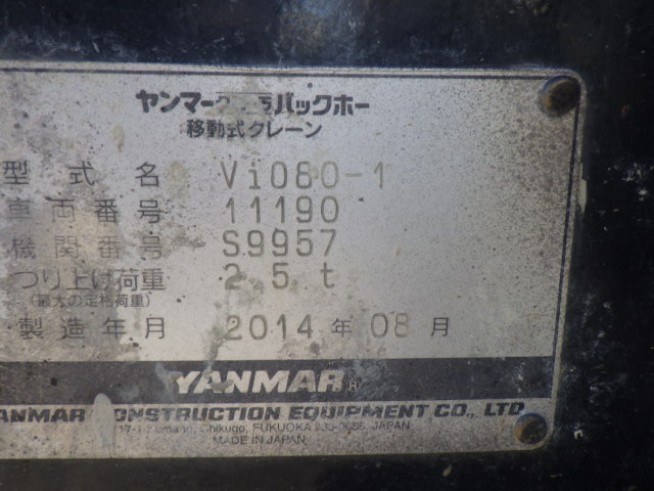 ヤンマー バックホー
移動式クレーン
型式名 Vi080-1
車両番号 11190
機関番号 S9957
つり上げ荷重 2.5t
(最大の定格荷重)
製造年月 2014年08月
YANMAR
YANMAR CONSTRUCTION EQUIPMENT CO., LTD
Chikugo, FUKUOKA JAPAN
MADE IN JAPAN